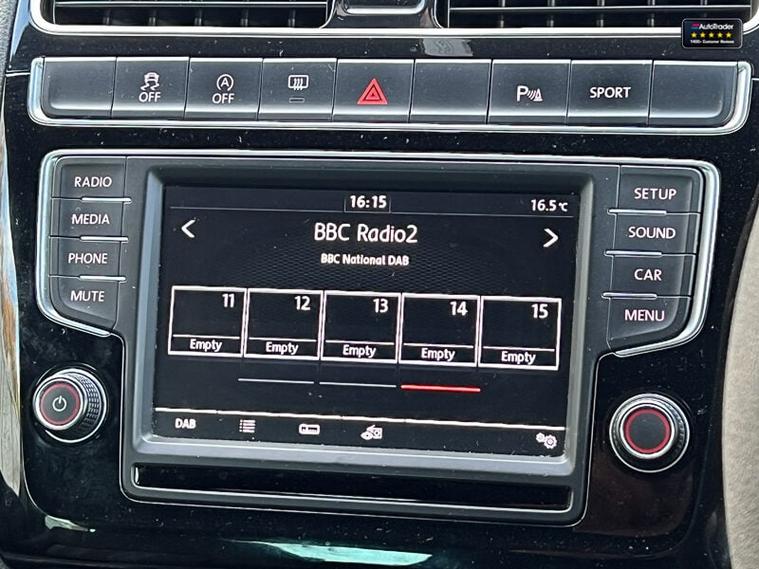 AutoTrader
OFF
A
OFF
P
SPORT
RADIO
MEDIA
PHONE
MUTE
16:15
16.5°C
< BBC Radio2 >
BBC National DAB
11 12 13 14 15
Empty Empty Empty Empty Empty
DAB
SETUP
SOUND
CAR
MENU